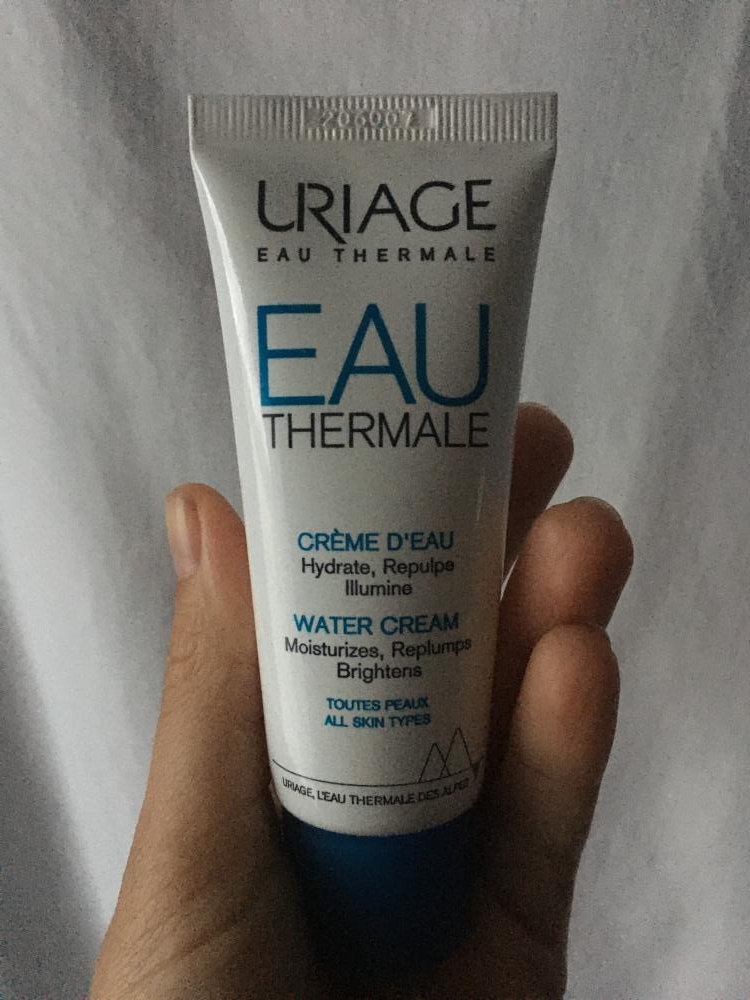 206007
URIAGE
EAU THERMALE
EAU
THERMALE
CRÈME D'EAU
Hydrate, Repulpe
Illumine
WATER CREAM
Moisturizes, Replumps
Brightens
TOUTES PEAUX
ALL SKIN TYPES
URIAGE, L'EAU THERMALE DES ALPES